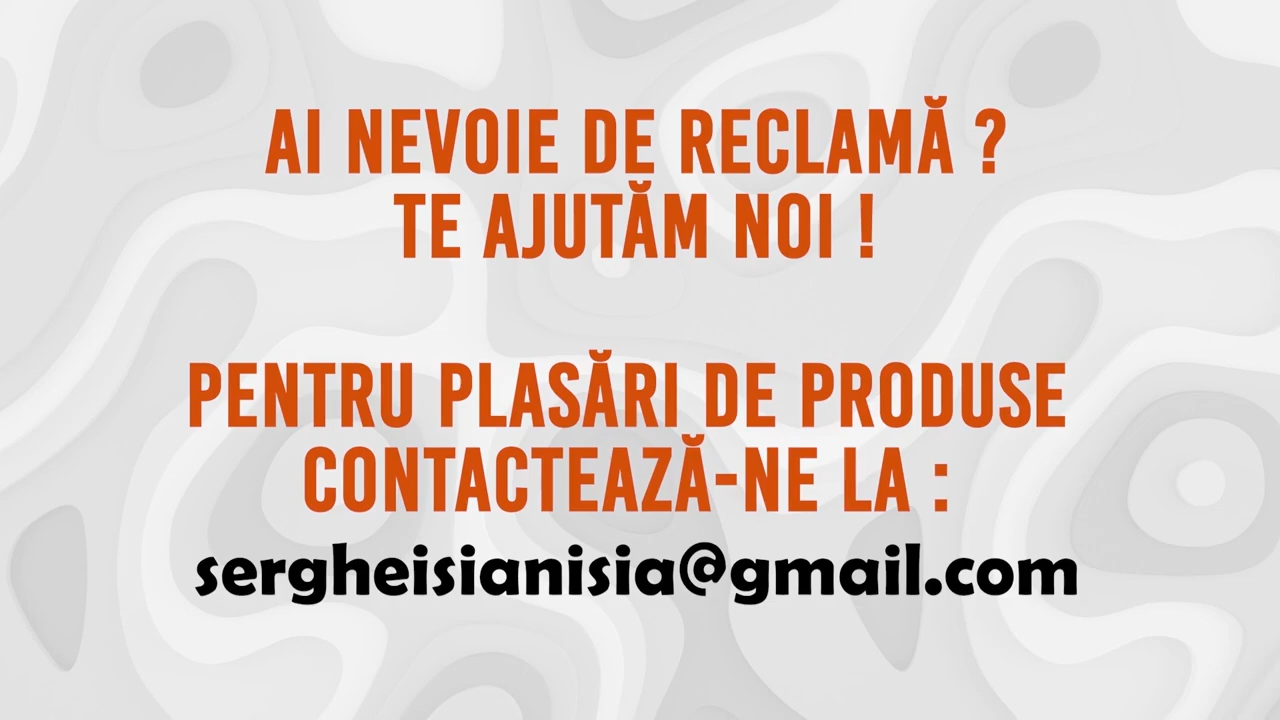 AI NEVOIE DE RECLAMĂ ?
TE AJUTĂM NOI !
PENTRU PLASĂRI DE PRODUSE
CONTACTEAZĂ-NE LA :
sergheisianisia@gmail.com